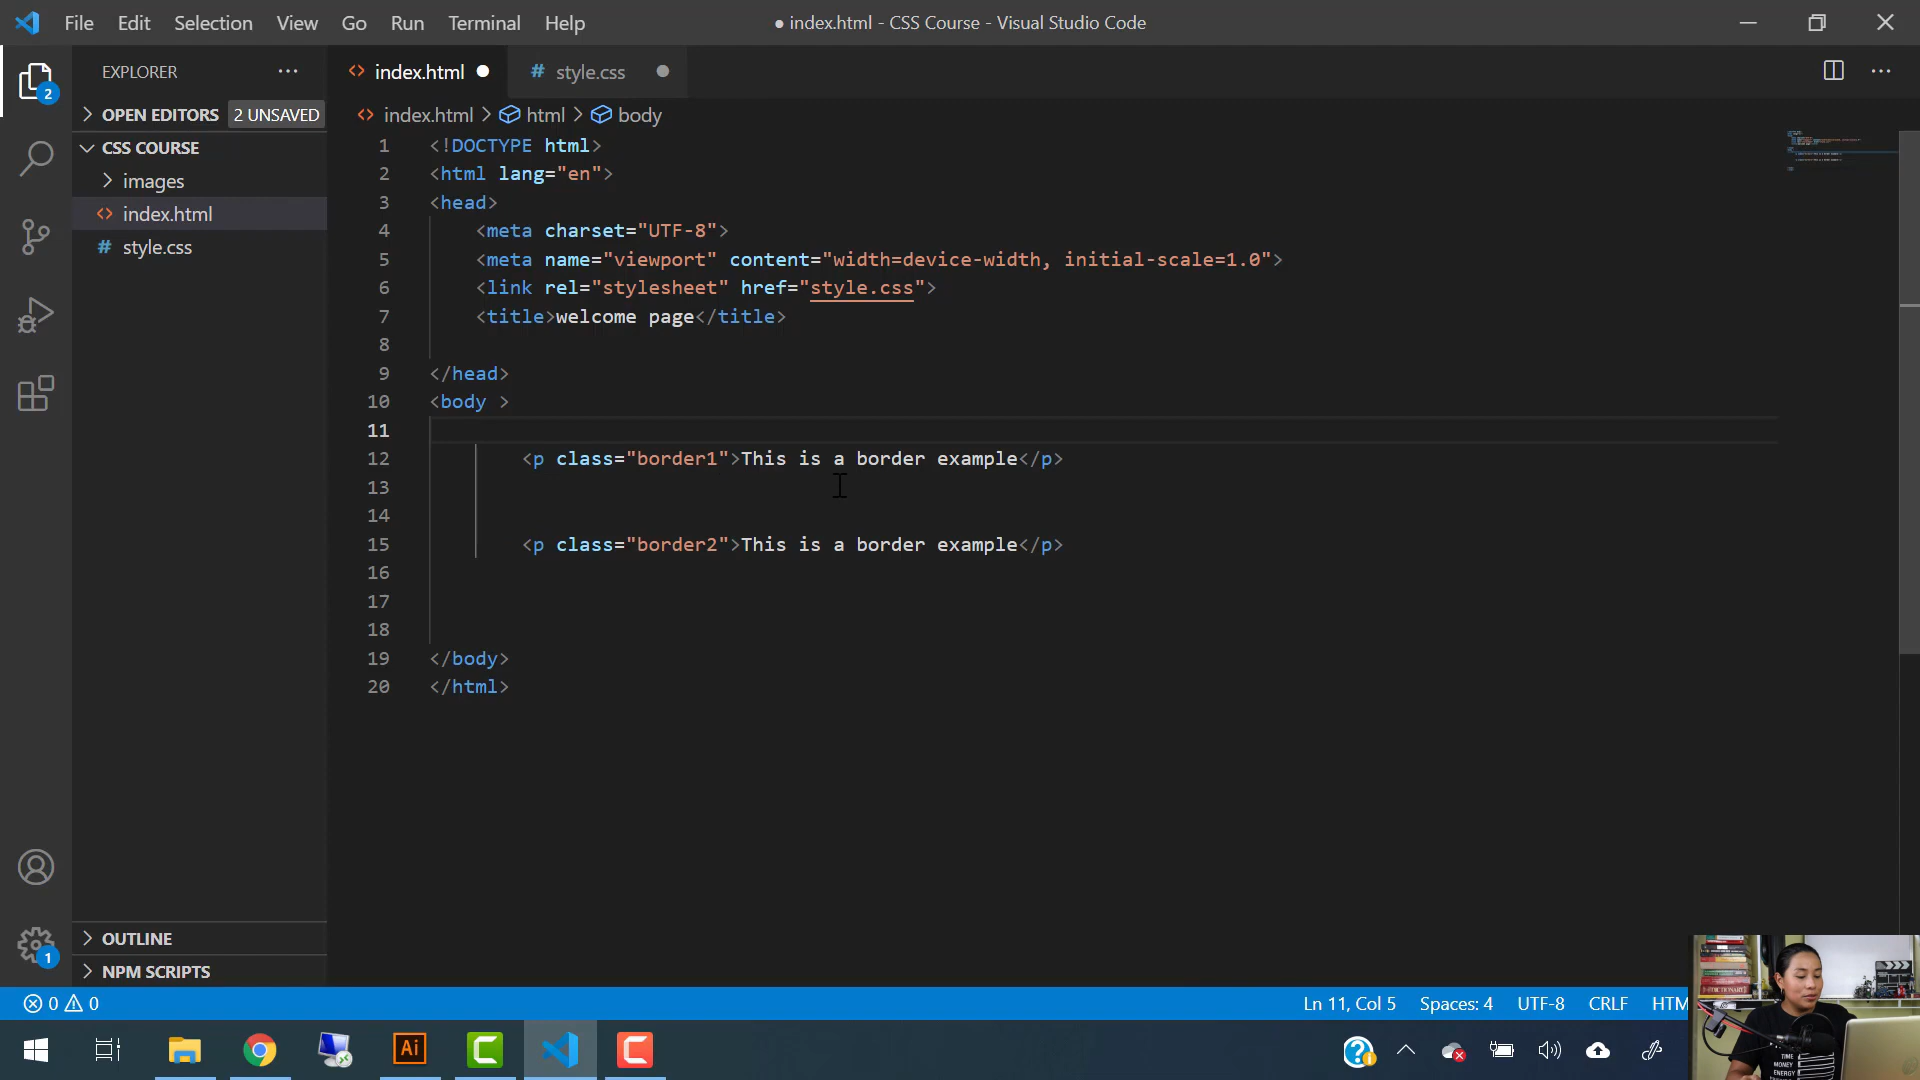 File Edit Selection View Go Run Terminal Help
● index.html - CSS Course - Visual Studio Code
EXPLORER
OPEN EDITORS 2 UNSAVED
CSS COURSE
images
index.html
style.css
OUTLINE
NPM SCRIPTS
2
1
index.html
# style.css
index.html > html > body
1 <!DOCTYPE html>
2 <html lang="en">
3 <head>
4 <meta charset="UTF-8">
5 <meta name="viewport" content="width=device-width, initial-scale=1.0">
6 <link rel="stylesheet" href="style.css">
7 <title>welcome page</title>
8
9 </head>
10 <body >
11
12 <p class="border1">This is a border example</p>
13
14
15 <p class="border2">This is a border example</p>
16
17
18
19 </body>
20 </html>
0 0
Ln 11, Col 5 Spaces: 4 UTF-8 CRLF HTM
Ai
TIME
MONEY
ENERGY